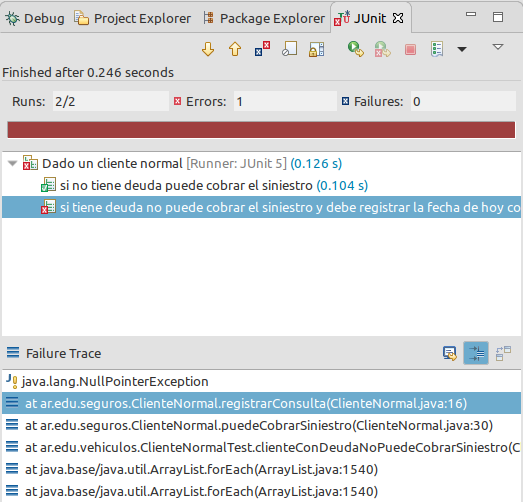 Debug Project Explorer Package Explorer JUnit
Finished after 0.246 seconds
Runs: 2/2 Errors: 1 Failures: 0
Dado un cliente normal [Runner: JUnit 5] (0.126 s)
si no tiene deuda puede cobrar el siniestro (0.104 s)
si tiene deuda no puede cobrar el siniestro y debe registrar la fecha de hoy co
Failure Trace
java.lang.NullPointerException
at ar.edu.seguros.ClienteNormal.registrarConsulta(ClienteNormal.java:16)
at ar.edu.seguros.ClienteNormal.puedeCobrarSiniestro(ClienteNormal.java:30)
at ar.edu.vehiculos.ClienteNormalTest.clienteConDeudaNoPuedeCobrarSiniestro(C
at java.base/java.util.ArrayList.forEach(ArrayList.java:1540)
at java.base/java.util.ArrayList.forEach(ArrayList.java:1540)